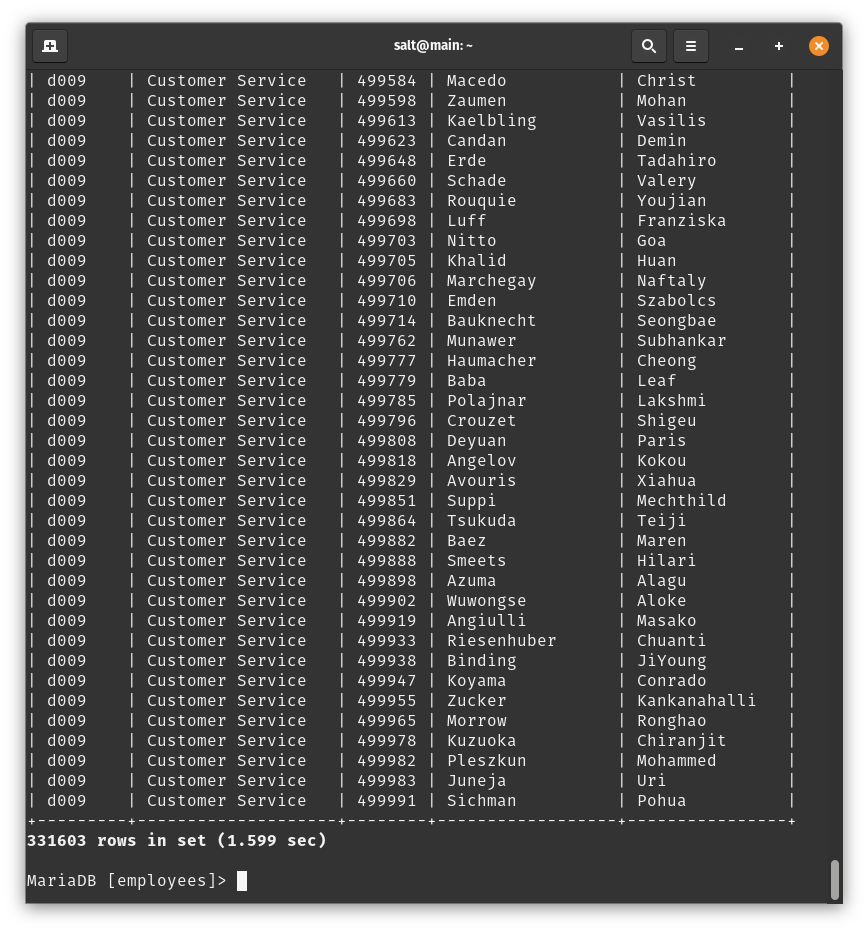 salt@main: ~
| d009    | Customer Service   | 499584 | Macedo           | Christ         |
| d009    | Customer Service   | 499598 | Zaumen           | Mohan          |
| d009    | Customer Service   | 499613 | Kaelbling        | Vasilis        |
| d009    | Customer Service   | 499623 | Candan           | Demin          |
| d009    | Customer Service   | 499648 | Erde             | Tadahiro       |
| d009    | Customer Service   | 499660 | Schade           | Valery         |
| d009    | Customer Service   | 499683 | Rouquie          | Youjian        |
| d009    | Customer Service   | 499698 | Luff             | Franziska      |
| d009    | Customer Service   | 499703 | Nitto            | Goa            |
| d009    | Customer Service   | 499705 | Khalid           | Huan           |
| d009    | Customer Service   | 499706 | Marchegay        | Naftaly        |
| d009    | Customer Service   | 499710 | Emden            | Szabolcs       |
| d009    | Customer Service   | 499714 | Bauknecht        | Seongbae       |
| d009    | Customer Service   | 499762 | Munawer          | Subhankar      |
| d009    | Customer Service   | 499777 | Haumacher        | Cheong         |
| d009    | Customer Service   | 499779 | Baba             | Leaf           |
| d009    | Customer Service   | 499785 | Polajnar         | Lakshmi        |
| d009    | Customer Service   | 499796 | Crouzet          | Shigeu         |
| d009    | Customer Service   | 499808 | Deyuan           | Paris          |
| d009    | Customer Service   | 499818 | Angelov          | Kokou          |
| d009    | Customer Service   | 499829 | Avouris          | Xiahua         |
| d009    | Customer Service   | 499851 | Suppi            | Mechthild      |
| d009    | Customer Service   | 499864 | Tsukuda          | Teiji          |
| d009    | Customer Service   | 499882 | Baez             | Maren          |
| d009    | Customer Service   | 499888 | Smeets           | Hilari         |
| d009    | Customer Service   | 499898 | Azuma            | Alagu          |
| d009    | Customer Service   | 499902 | Wuwongse         | Aloke          |
| d009    | Customer Service   | 499919 | Angiulli         | Masako         |
| d009    | Customer Service   | 499933 | Riesenhuber      | Chuanti        |
| d009    | Customer Service   | 499938 | Binding          | JiYoung        |
| d009    | Customer Service   | 499947 | Koyama           | Conrado        |
| d009    | Customer Service   | 499955 | Zucker           | Kankanahalli   |
| d009    | Customer Service   | 499965 | Morrow           | Ronghao        |
| d009    | Customer Service   | 499978 | Kuzuoka          | Chiranjit      |
| d009    | Customer Service   | 499982 | Pleszkun         | Mohammed       |
| d009    | Customer Service   | 499983 | Juneja           | Uri            |
| d009    | Customer Service   | 499991 | Sichman          | Pohua          |
+---------+--------------------+--------+------------------+----------------+
331603 rows in set (1.599 sec)
MariaDB [employees]>